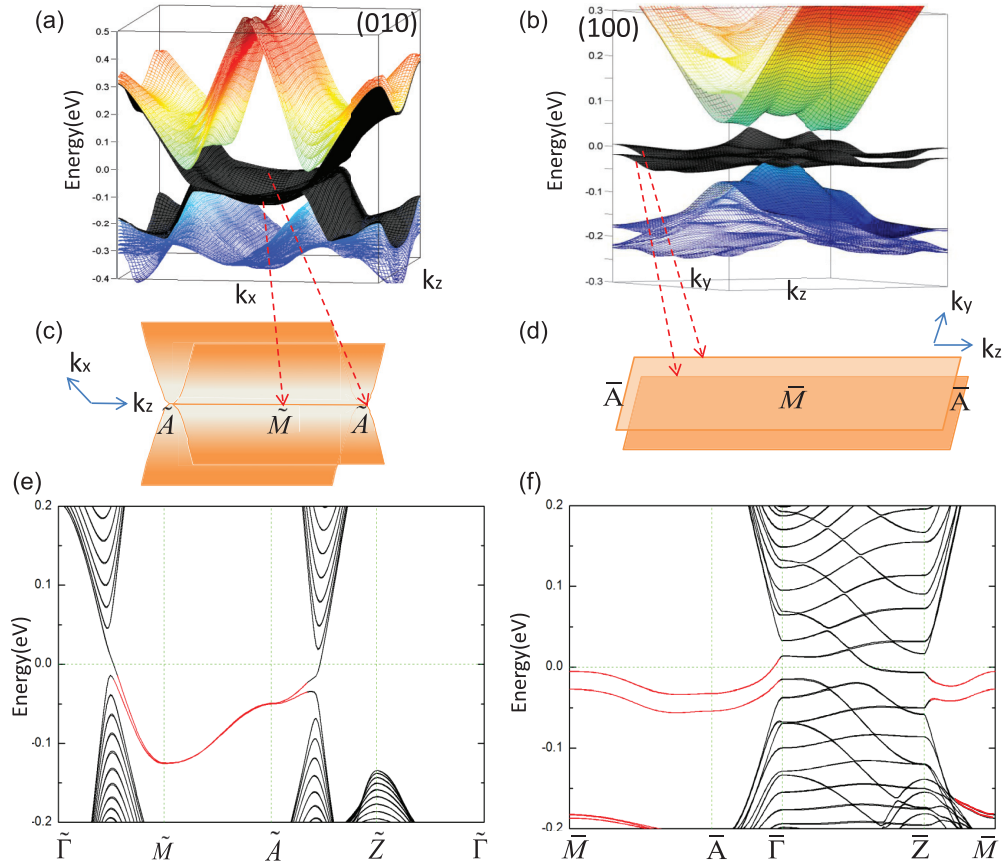 (a)
(010)
0.5
0.4
0.3
0.2
0.1
0.0
-0.1
-0.2
-0.3
-0.4
Energy(eV)
kx
kz
(b)
(100)
0.3
0.2
0.1
0.0
-0.1
-0.2
-0.3
Energy(eV)
ky
kz
(c)
kx
kz
Ã
M̃
Ã
(d)
ky
kz
Ā
M̄
Ā
(e)
0.2
0.1
0.0
-0.1
-0.2
Energy(eV)
Γ̃ M̃ Ã Z̃ Γ̃
(f)
0.2
0.1
0.0
-0.1
-0.2
Energy(eV)
M̄ Ā Γ̄ Z̄ M̄